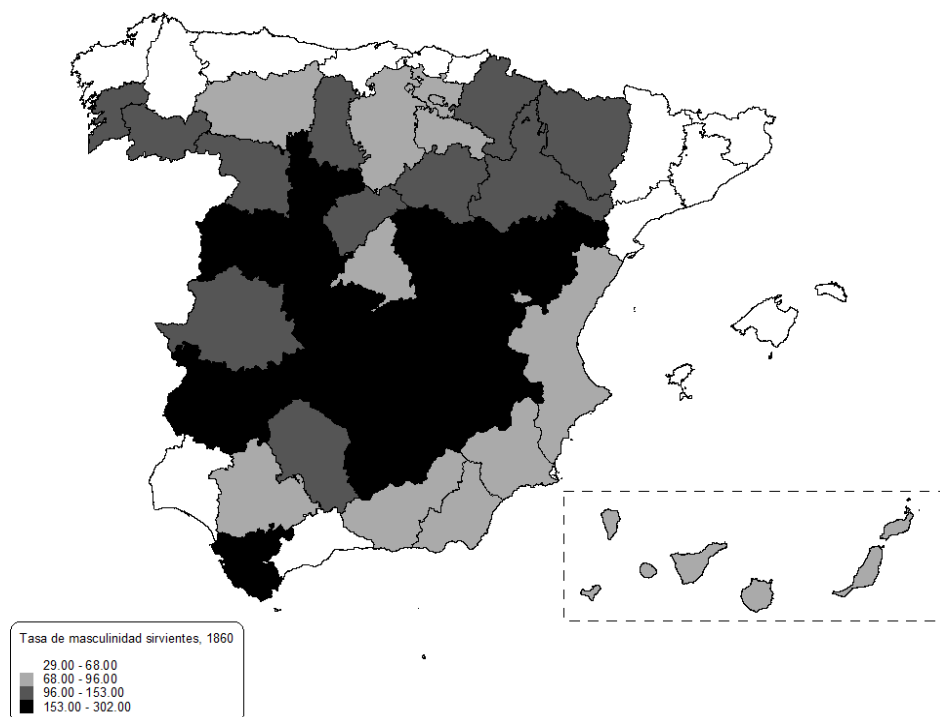 Tasa de masculinidad sirvientes, 1860
29.00 - 68.00
68.00 - 96.00
96.00 - 153.00
153.00 - 302.00